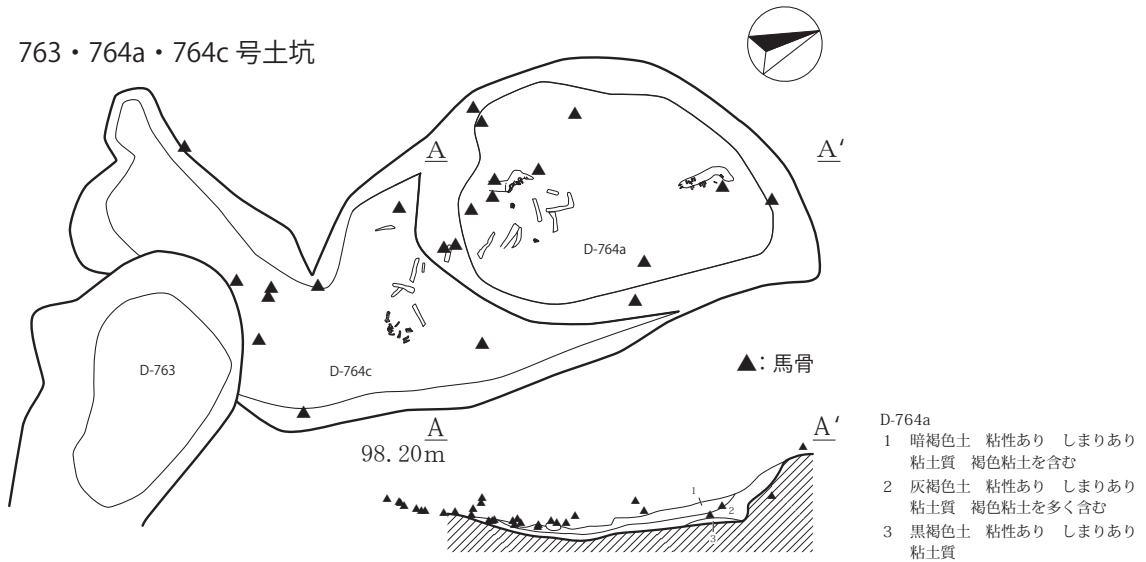 763・764a・764c 号土坑
A
A'
D-764a
D-763
D-764c
▲：馬骨
A
A'
98.20m
1
2
3
D-764a
1　暗褐色土　粘性あり　しまりあり
粘土質　褐色粘土を含む
2　灰褐色土　粘性あり　しまりあり
粘土質　褐色粘土を多く含む
3　黒褐色土　粘性あり　しまりあり
粘土質